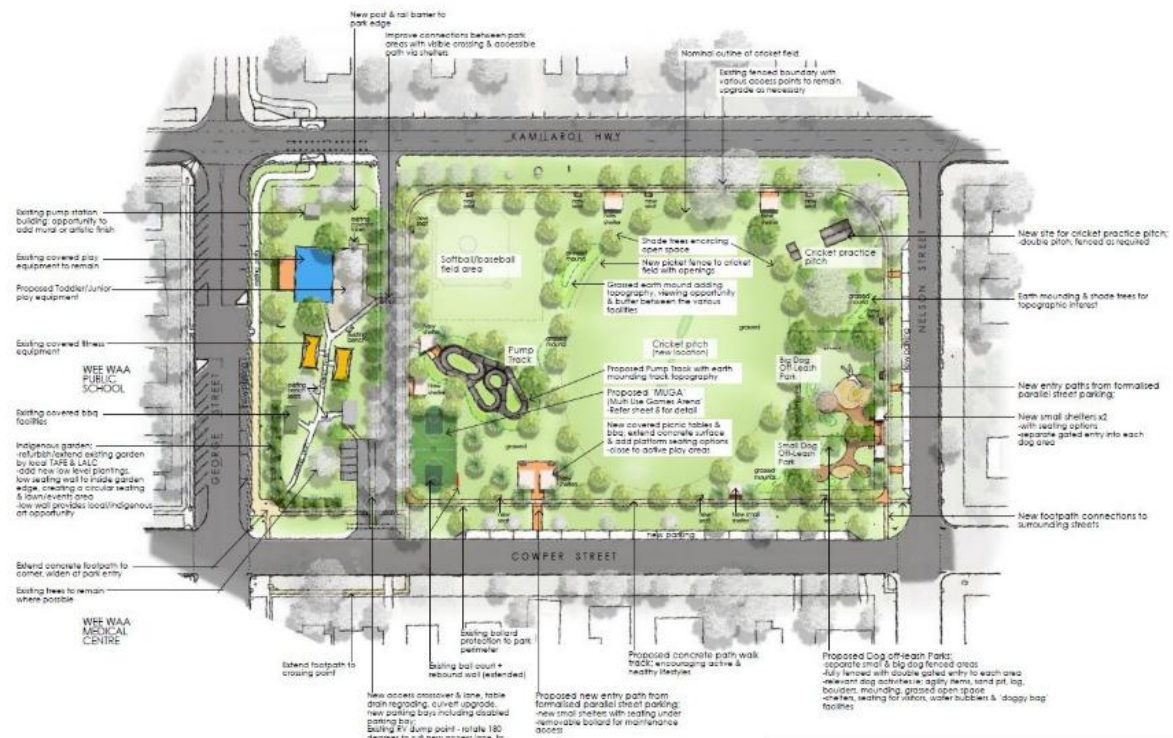 New post & rail barrier to
park edge
Improve connections between park
areas with visible crossing & accessible
path via shelters
Nominal outline of cricket field
Existing fenced boundary with
various access points to remain,
upgrade as necessary
KAMILAROI HWY
Existing pump station
building: opportunity to
add mural or artistic finish
Existing covered play
equipment to remain
Proposed Toddler/Junior
play equipment
Existing covered fitness
equipment
WEE WAA
PUBLIC
SCHOOL
Existing covered bbq
facilities
Indigenous garden:
-refurbish/extend existing garden
by local TAFE & LALC
-add new low level plantings,
low seating wall to inside garden
edge, creating a circular seating
& lawn/events area
-low wall provides local/indigenous
art opportunity
Extend concrete footpath to
corner, widen at park entry
Existing trees to remain
where possible
WEE WAA
MEDICAL
CENTRE
GEORGE STREET
Softball/baseball
field area
Shade trees encircling
open space
New picket fence to cricket
field with openings
Grassed earth mound adding
topography, viewing opportunity
& buffer between the various
facilities
Cricket practice
pitch
Cricket pitch
(new location)
Pump
Track
Proposed Pump Track with earth
mounding track topography
Proposed 'MUGA'
(Multi Use Games Arena)
-Refer sheet 8 for detail
New covered picnic tables &
bbq; extend concrete surface
& add platform seating options
-close to active play areas
Big Dog
Off-Leash
Park
Small Dog
Off-Leash
Park
grassed
grassed
mounds
new parking
NELSON STREET
New site for cricket practice pitch;
-double pitch, fenced as required
Earth mounding & shade trees for
topographic interest
New entry paths from formalised
parallel street parking;
New small shelters x2
-with seating options
-separate gated entry into each
dog area
New footpath connections to
surrounding streets
COWPER STREET
Extend footpath to
crossing point
Existing bollard
protection to park
perimeter
Existing ball court +
rebound wall (extended)
New access crossover & lane, table
drain regrading, culvert upgrade,
new parking bays including disabled
parking bay;
Existing RV dump point - rotate 180
Proposed new entry path from
formalised parallel street parking;
-new small shelters with seating under
-removable bollard for maintenance
access
Proposed concrete path walk
track; encouraging active &
healthy lifestyles
Proposed Dog off-leash Parks:
-separate small & big dog fenced areas
-fully fenced with double gated entry to each area
-relevant dog activities ie; agility items, sand pit, log,
boulders, mounding, grassed open space
-shelters, seating for visitors, water bubblers & 'doggy bag'
facilities